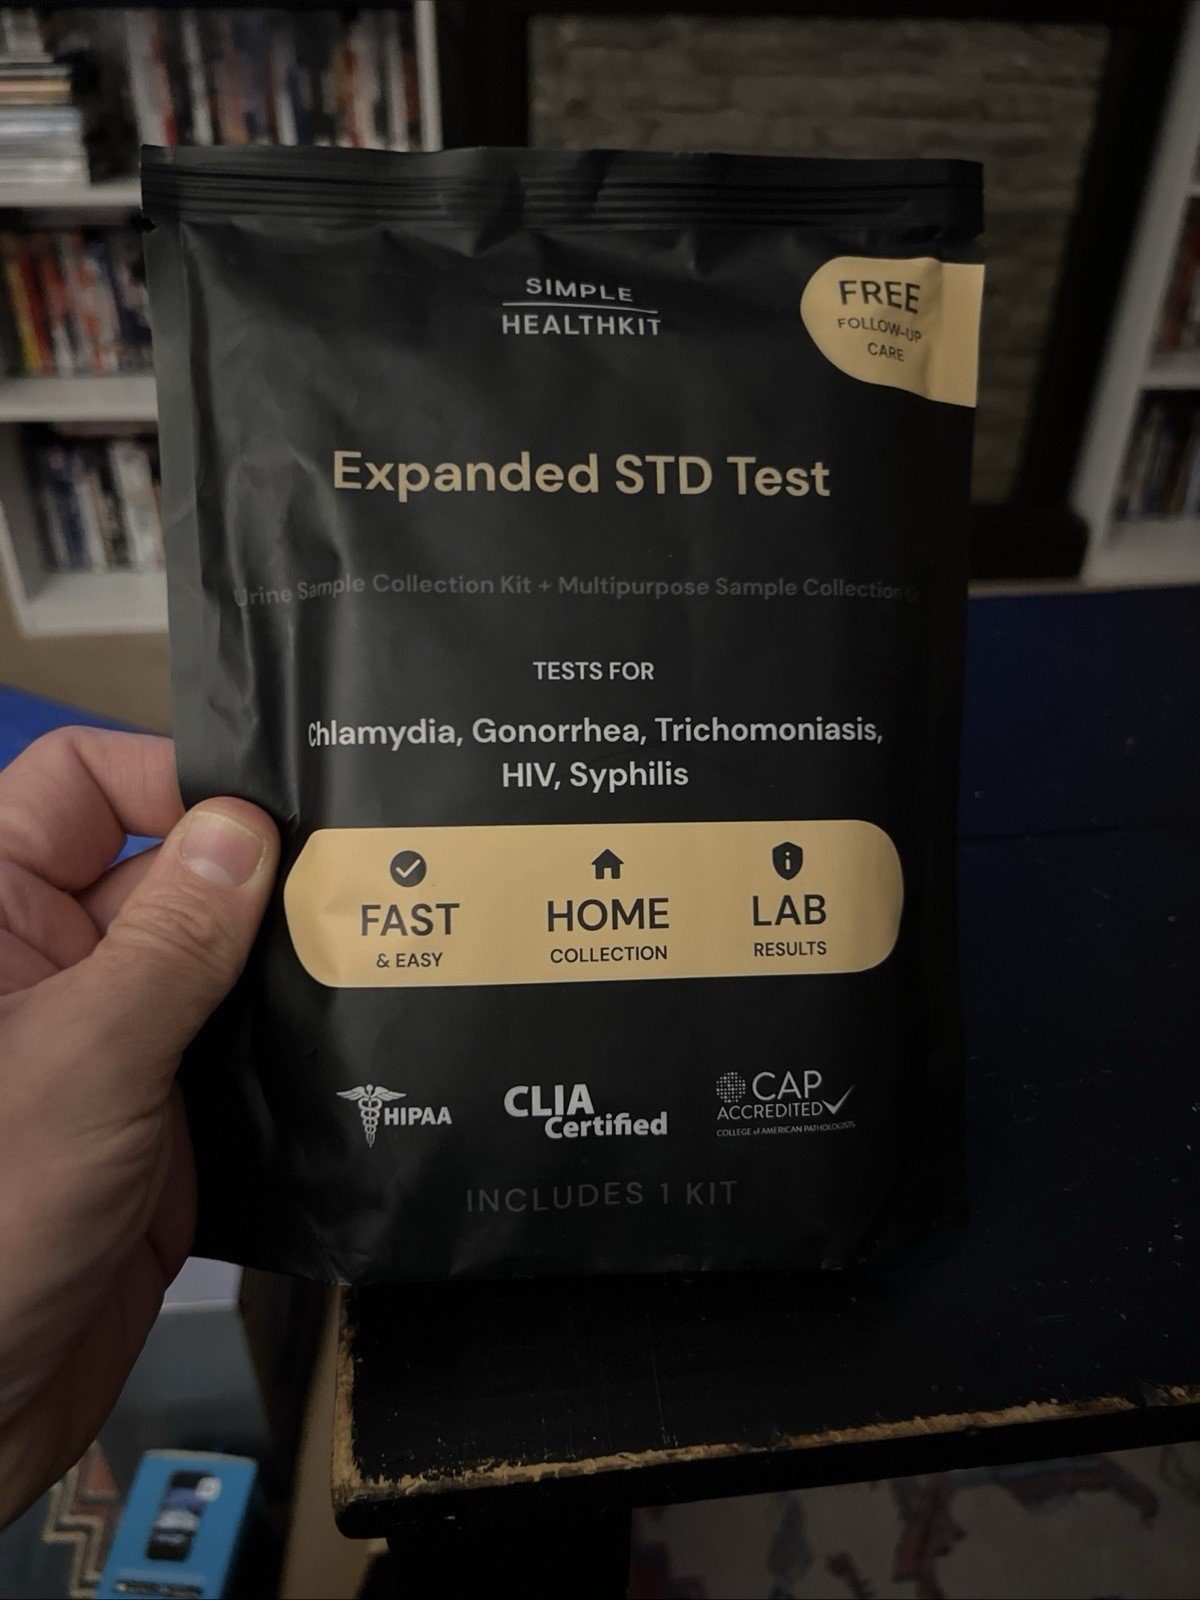 SIMPLE
HEALTHKIT
FREE
FOLLOW-UP
CARE
Expanded STD Test
Urine Sample Collection Kit + Multipurpose Sample Collection
TESTS FOR
Chlamydia, Gonorrhea, Trichomoniasis,
HIV, Syphilis
FAST
& EASY
HOME
COLLECTION
LAB
RESULTS
HIPAA
CLIA
Certified
CAP
ACCREDITED
COLLEGE of AMERICAN PATHOLOGISTS
INCLUDES 1 KIT